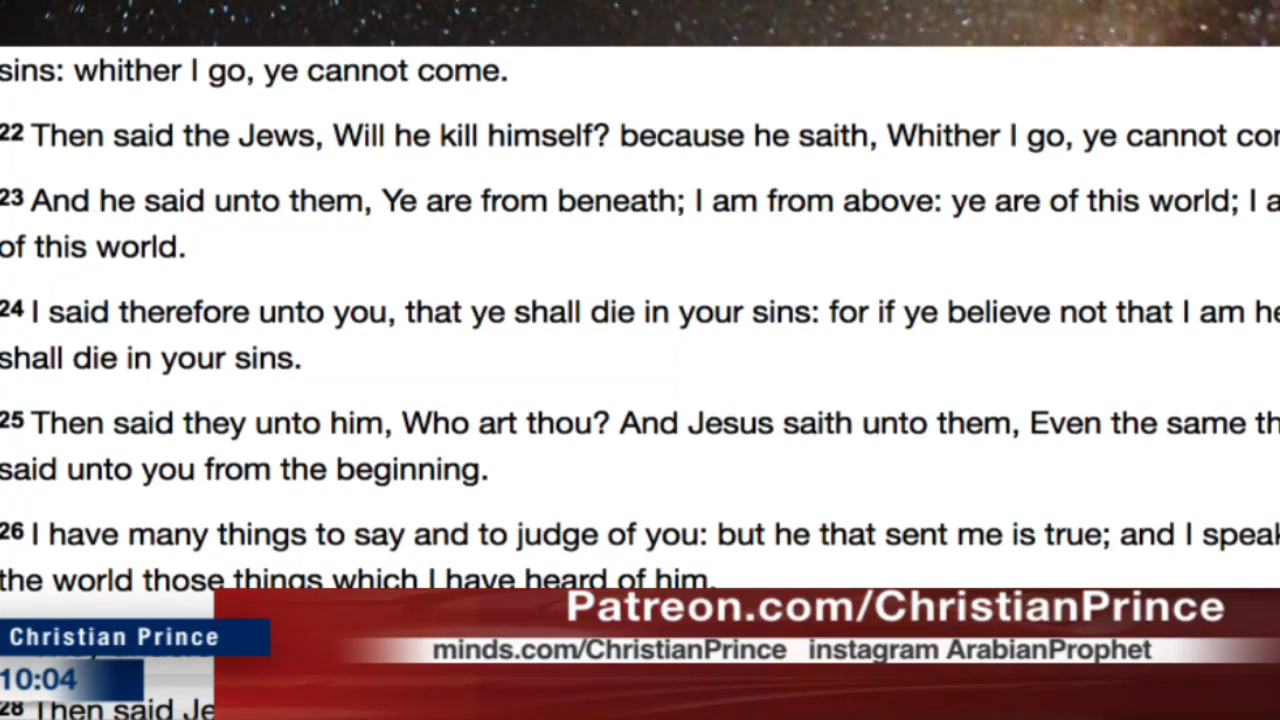 sins: whither I go, ye cannot come.
22 Then said the Jews, Will he kill himself? because he saith, Whither I go, ye cannot co
23 And he said unto them, Ye are from beneath; I am from above: ye are of this world; I a
of this world.
24 I said therefore unto you, that ye shall die in your sins: for if ye believe not that I am he
shall die in your sins.
25 Then said they unto him, Who art thou? And Jesus saith unto them, Even the same th
said unto you from the beginning.
26 I have many things to say and to judge of you: but he that sent me is true; and I speak
the world those things which I have heard of him.
Patreon.com/ChristianPrince
Christian Prince
minds.com/ChristianPrince instagram ArabianProphet
10:04
28 Then said Je